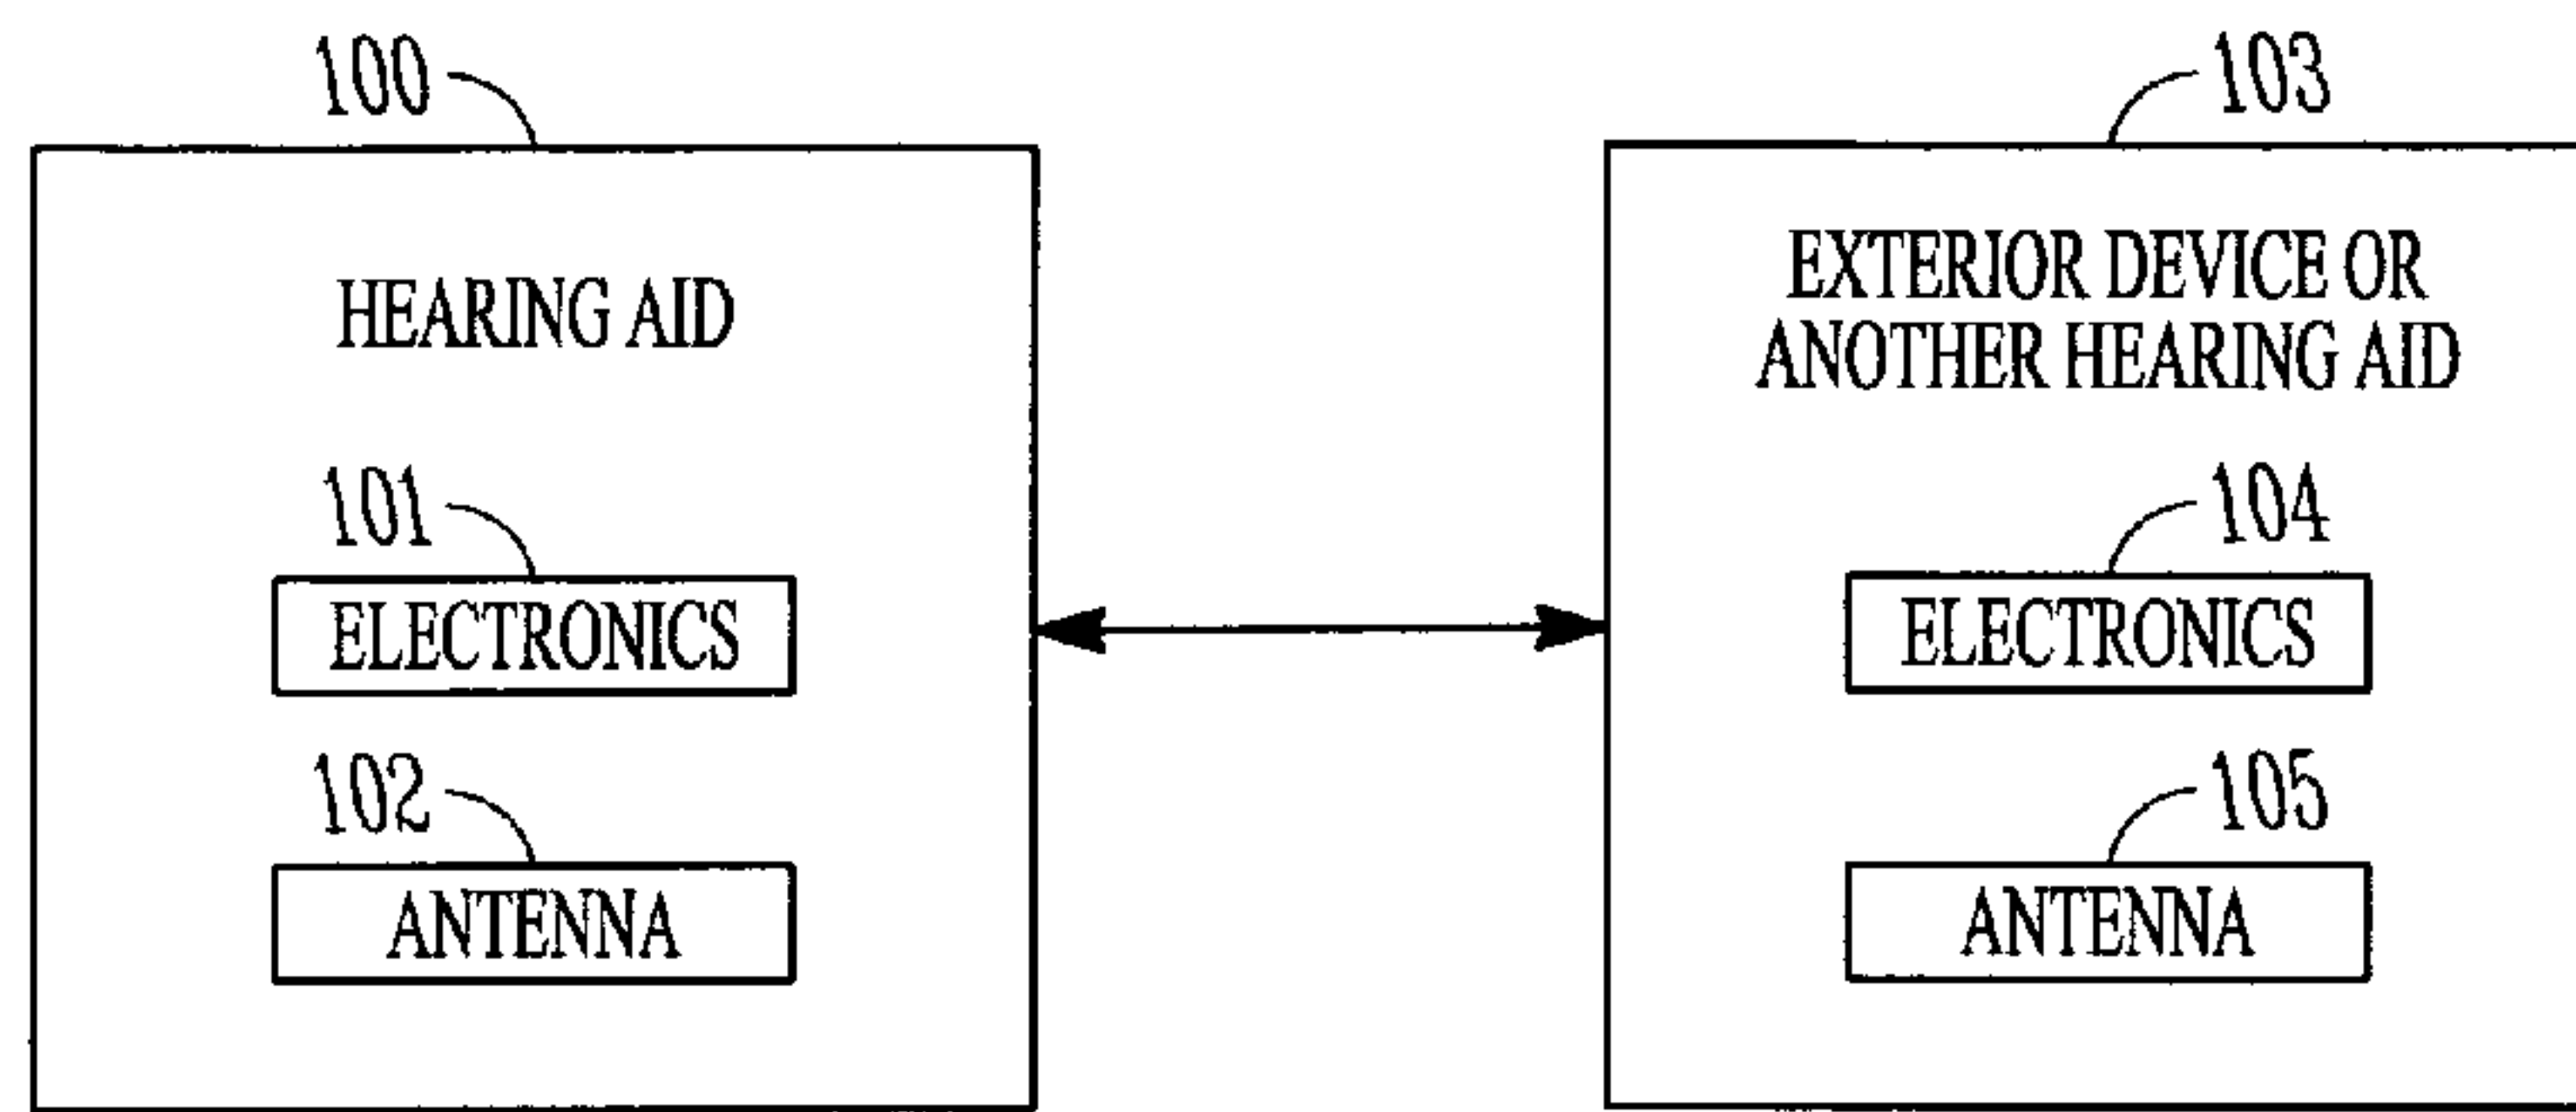 100
HEARING AID
101
ELECTRONICS
102
ANTENNA
103
EXTERIOR DEVICE OR
ANOTHER HEARING AID
104
ELECTRONICS
105
ANTENNA